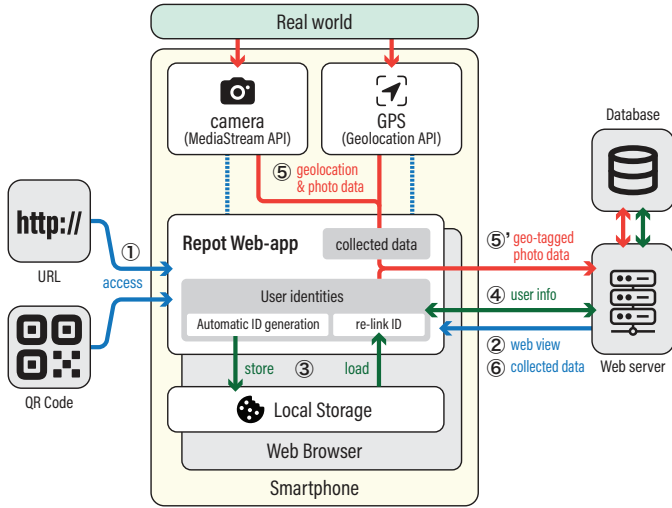 Real world
camera
(MediaStream API)
GPS
(Geolocation API)
Database
⑤ geolocation
& photo data
http://
URL
① access
Repot Web-app
collected data
⑤' geo-tagged
photo data
User identities
Automatic ID generation
re-link ID
④ user info
② web view
⑥ collected data
Web server
QR Code
store
③
load
Local Storage
Web Browser
Smartphone